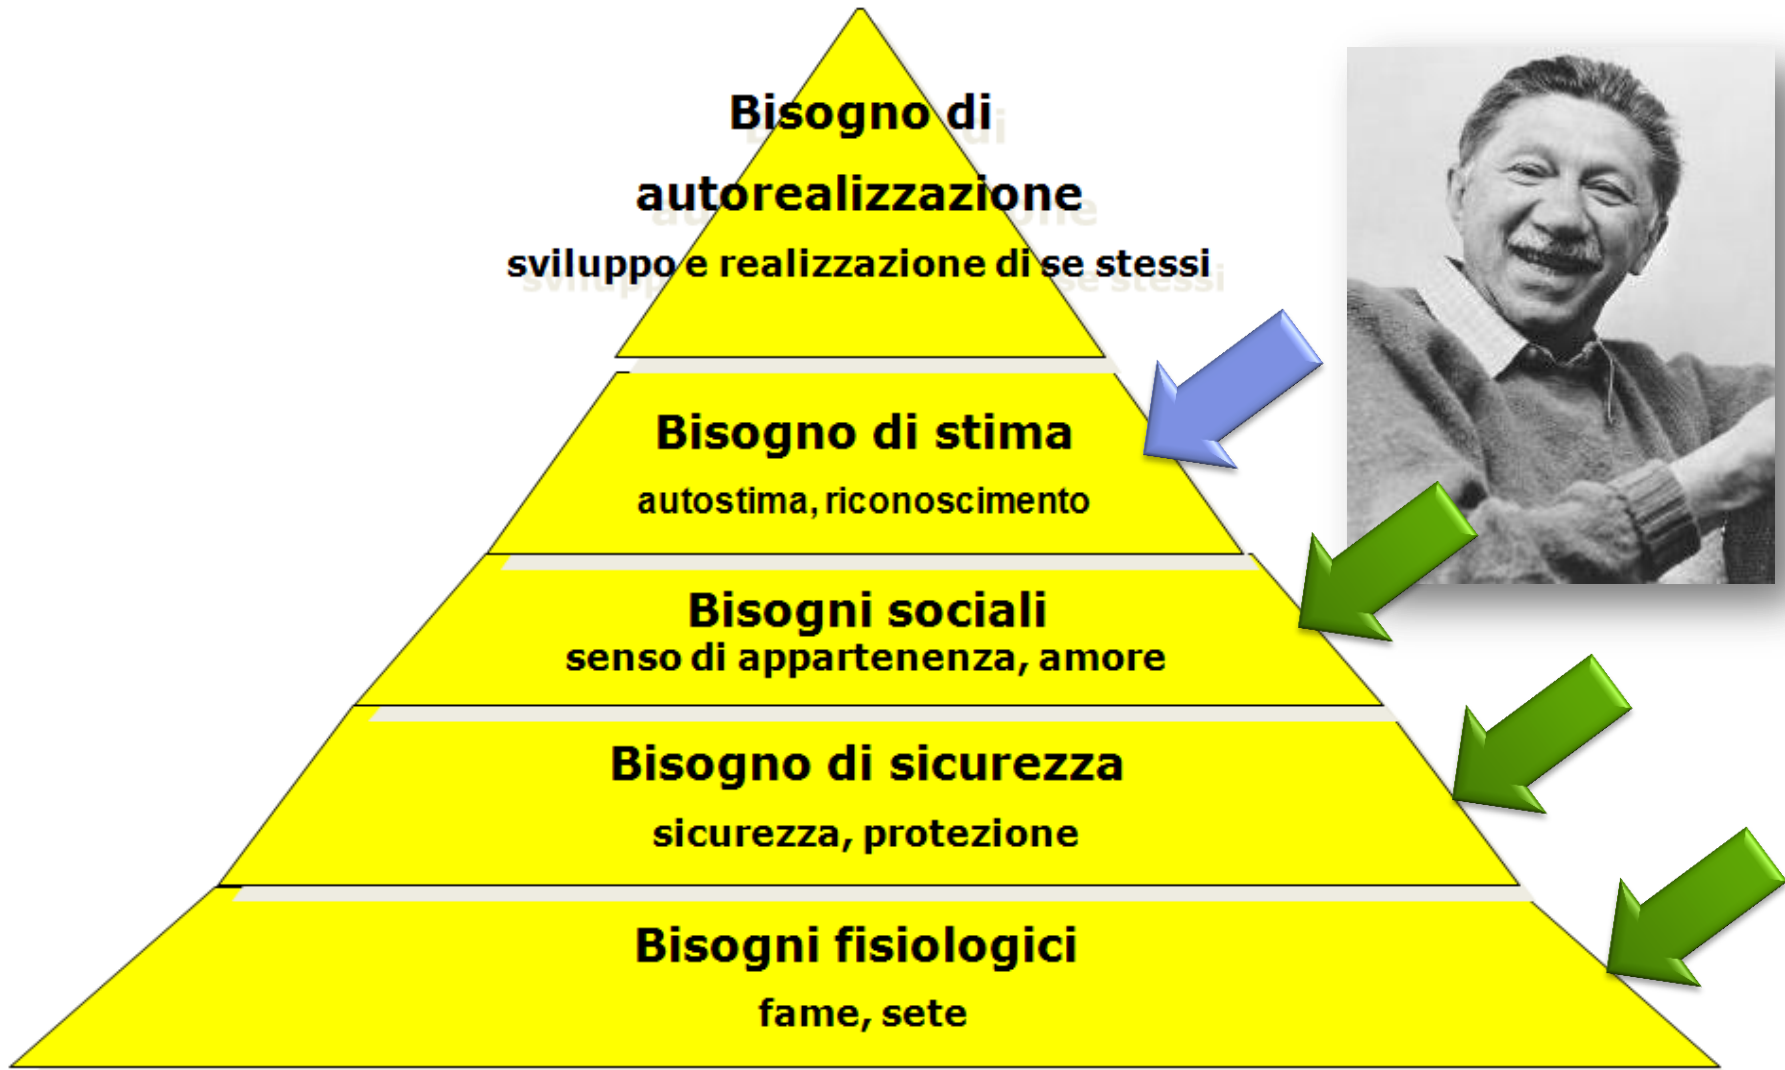 Bisogno di
autorealizzazione
sviluppo e realizzazione di se stessi
Bisogno di stima
autostima, riconoscimento
Bisogni sociali
senso di appartenenza, amore
Bisogno di sicurezza
sicurezza, protezione
Bisogni fisiologici
fame, sete